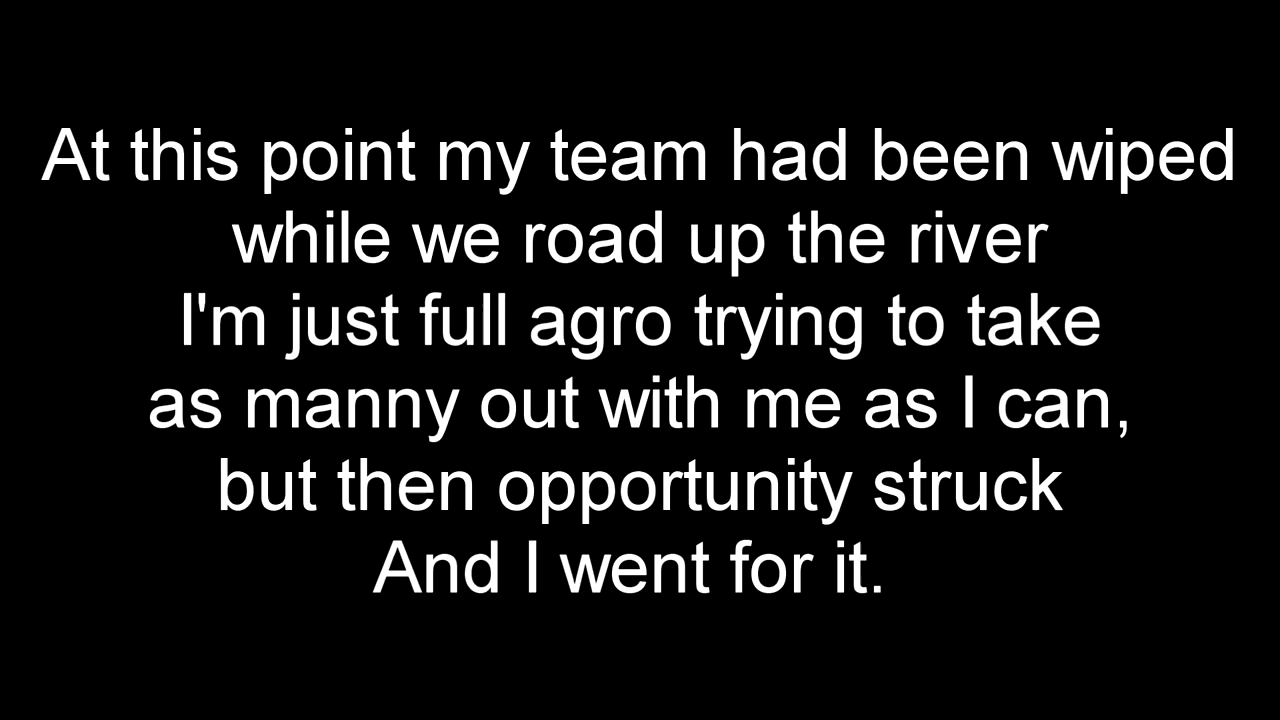 At this point my team had been wiped
while we road up the river
I'm just full agro trying to take
as manny out with me as I can,
but then opportunity struck
And I went for it.